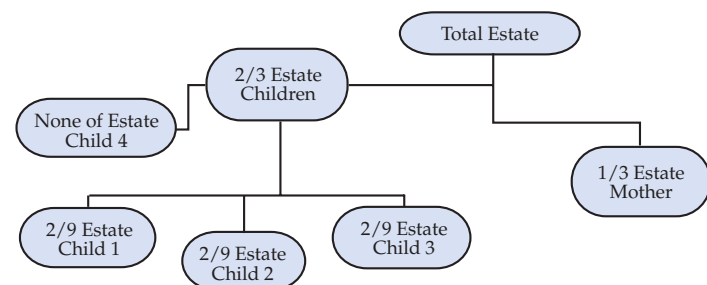 Total Estate
2/3 Estate
Children
None of Estate
Child 4
1/3 Estate
Mother
2/9 Estate
Child 1
2/9 Estate
Child 2
2/9 Estate
Child 3